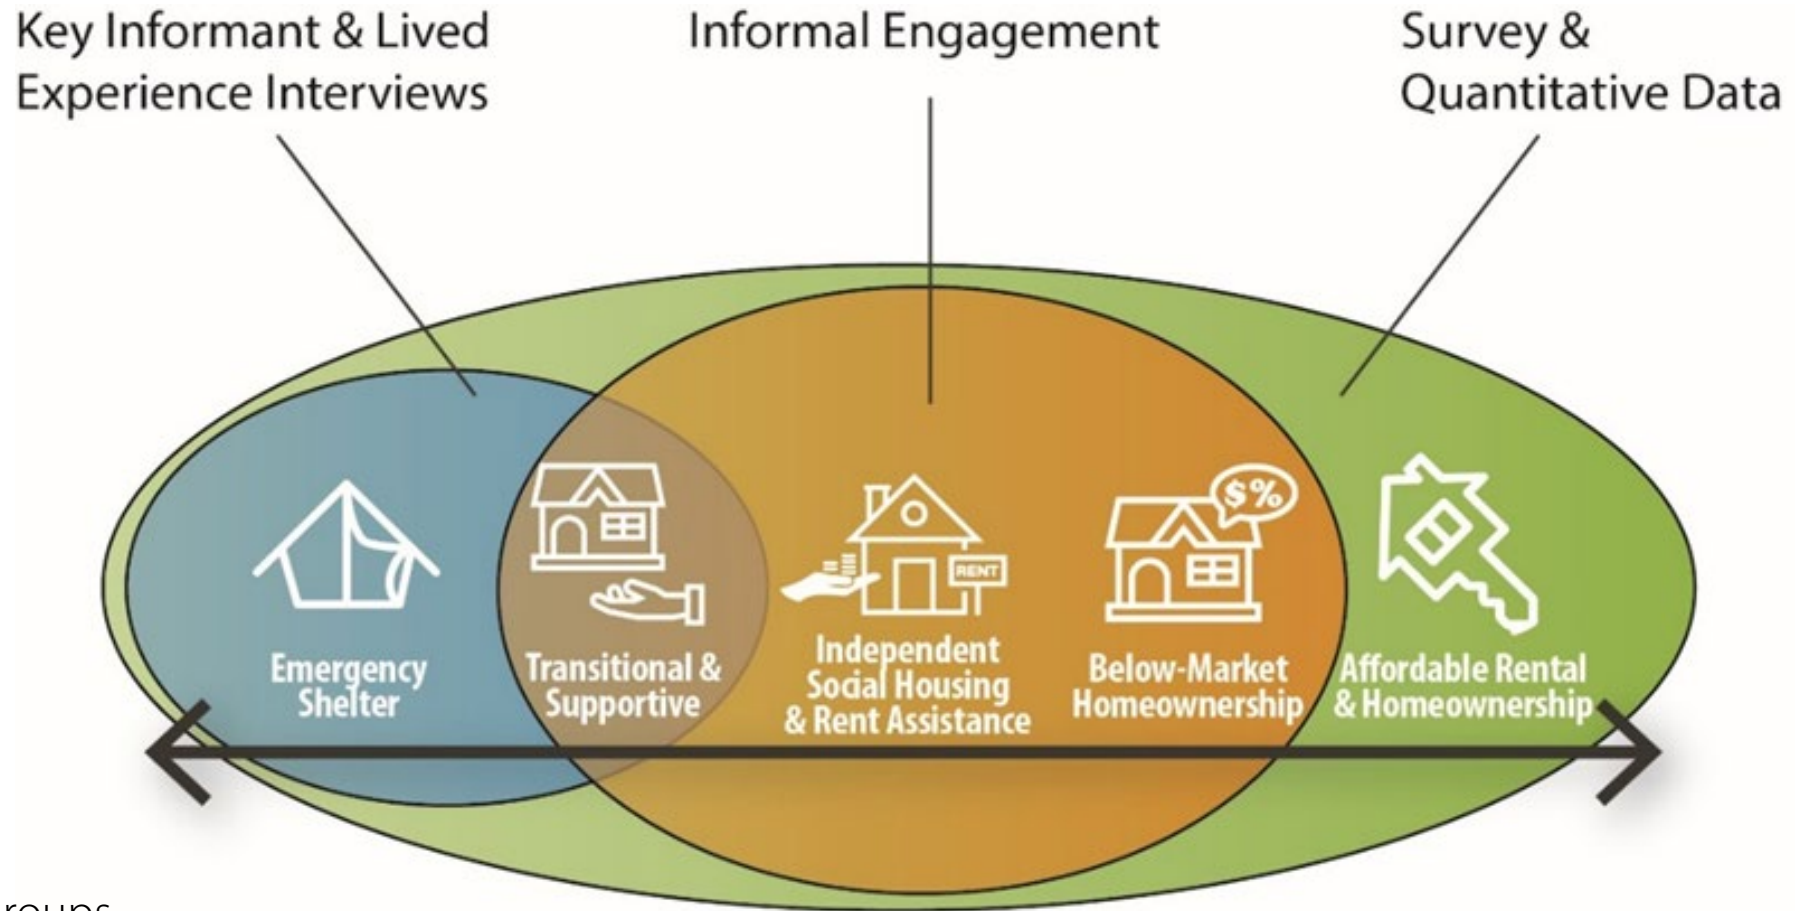 Key Informant & Lived
Experience Interviews
Informal Engagement
Survey &
Quantitative Data
$%
RENT
Emergency
Shelter
Transitional &
Supportive
Independent
Social Housing
& Rent Assistance
Below-Market
Homeownership
Affordable Rental
& Homeownership